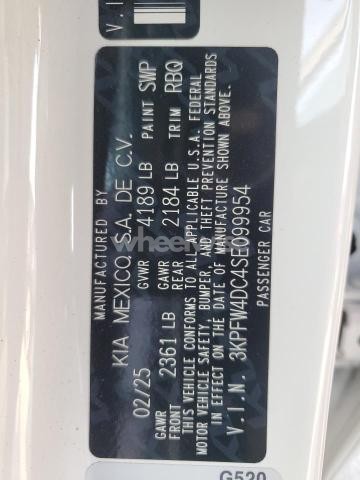 MANUFACTURED BY
KIA MEXICO, S.A. DE C.V.
02/25 GVWR 4189 LB PAINT SWP
GAWR FRONT 2361 LB GAWR REAR 2184 LB TRIM RBQ
THIS VEHICLE CONFORMS TO ALL APPLICABLE U.S.A. FEDERAL
MOTOR VEHICLE SAFETY, BUMPER, AND THEFT PREVENTION STANDARDS
IN EFFECT ON THE DATE OF MANUFACTURE SHOWN ABOVE.
V.I.N. 3KPFW4DC4SE099954
PASSENGER CAR
G520
V.I